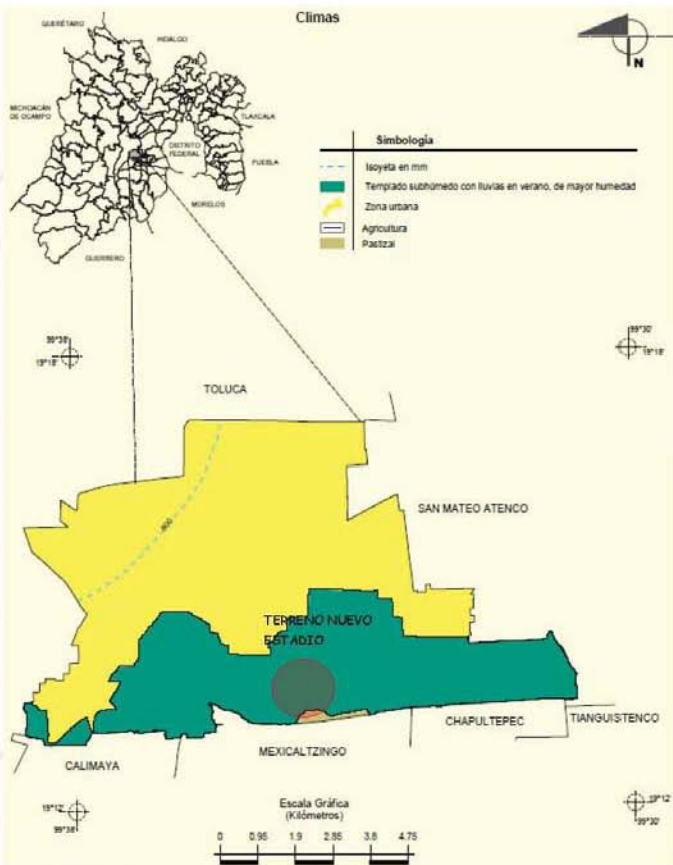 Climas
QUERÉTARO
HIDALGO
MICHOACÁN
DE OCAMPO
TLAXCALA
DISTRITO
FEDERAL
PUEBLA
MORELOS
GUERRERO
N
Simbología
Isoyeta en mm
Templado subhúmedo con lluvias en verano, de mayor humedad
Zona urbana
Agricultura
Pastizal
99°38'
19°18'
99°30'
19°18'
TOLUCA
SAN MATEO ATENCO
800
TERRENO NUEVO
ESTADIO
CALIMAYA
MEXICALTZINGO
CHAPULTEPEC
TIANGUISTENCO
19°12'
99°38'
19°12'
99°30'
Escala Gráfica
(Kilómetros)
0 0.95 1.9 2.85 3.8 4.75